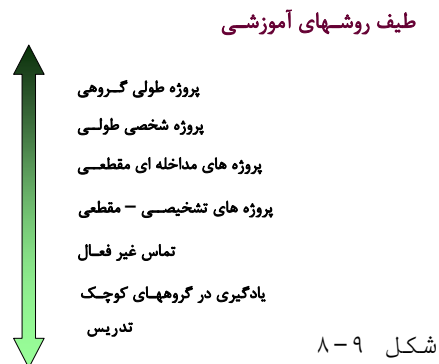 طیف روشهای آموزشی
پروژه طولی گروهی
پروژه شخصی طولی
پروژه های مداخله ای مقطعی
پروژه های تشخیصی – مقطعی
تماس غیر فعال
یادگیری در گروههای کوچک
تدریس
شکل ۹-۸